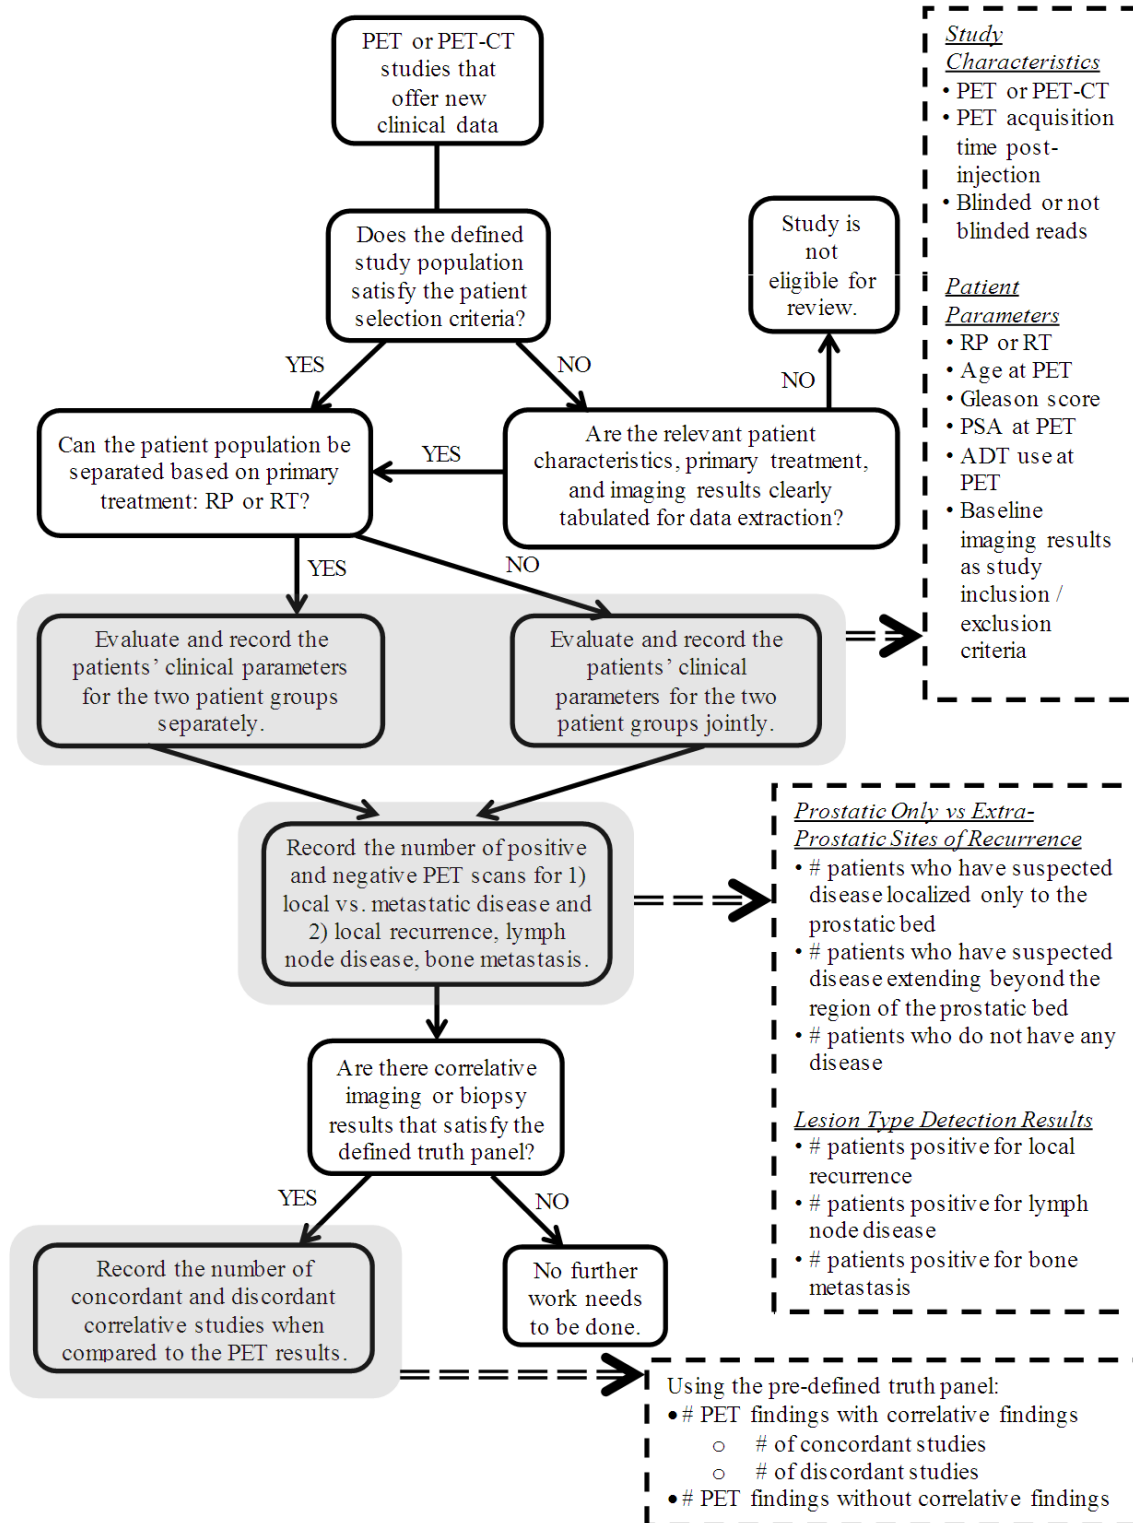 PET or PET-CT
studies that
offer new
clinical data
Does the defined
study population
satisfy the patient
selection criteria?
YES
NO
Study is
not
eligible for
review.
NO
Can the patient population be
separated based on primary
treatment: RP or RT?
YES
Are the relevant patient
characteristics, primary treatment,
and imaging results clearly
tabulated for data extraction?
YES
NO
Evaluate and record the
patients' clinical parameters
for the two patient groups
separately.
Evaluate and record the
patients' clinical
parameters for the two
patient groups jointly.
Study
Characteristics
• PET or PET-CT
• PET acquisition
time post-
injection
• Blinded or not
blinded reads
Patient
Parameters
• RP or RT
• Age at PET
• Gleason score
• PSA at PET
• ADT use at
PET
• Baseline
imaging results
as study
inclusion /
exclusion
criteria
Record the number of positive
and negative PET scans for 1)
local vs. metastatic disease and
2) local recurrence, lymph
node disease, bone metastasis.
Prostatic Only vs Extra-
Prostatic Sites of Recurrence
• # patients who have suspected
disease localized only to the
prostatic bed
• # patients who have suspected
disease extending beyond the
region of the prostatic bed
• # patients who do not have any
disease
Lesion Type Detection Results
• # patients positive for local
recurrence
• # patients positive for lymph
node disease
• # patients positive for bone
metastasis
Are there correlative
imaging or biopsy
results that satisfy the
defined truth panel?
YES
NO
Record the number of
concordant and discordant
correlative studies when
compared to the PET results.
No further
work needs
to be done.
Using the pre-defined truth panel:
• # PET findings with correlative findings
o # of concordant studies
o # of discordant studies
• # PET findings without correlative findings